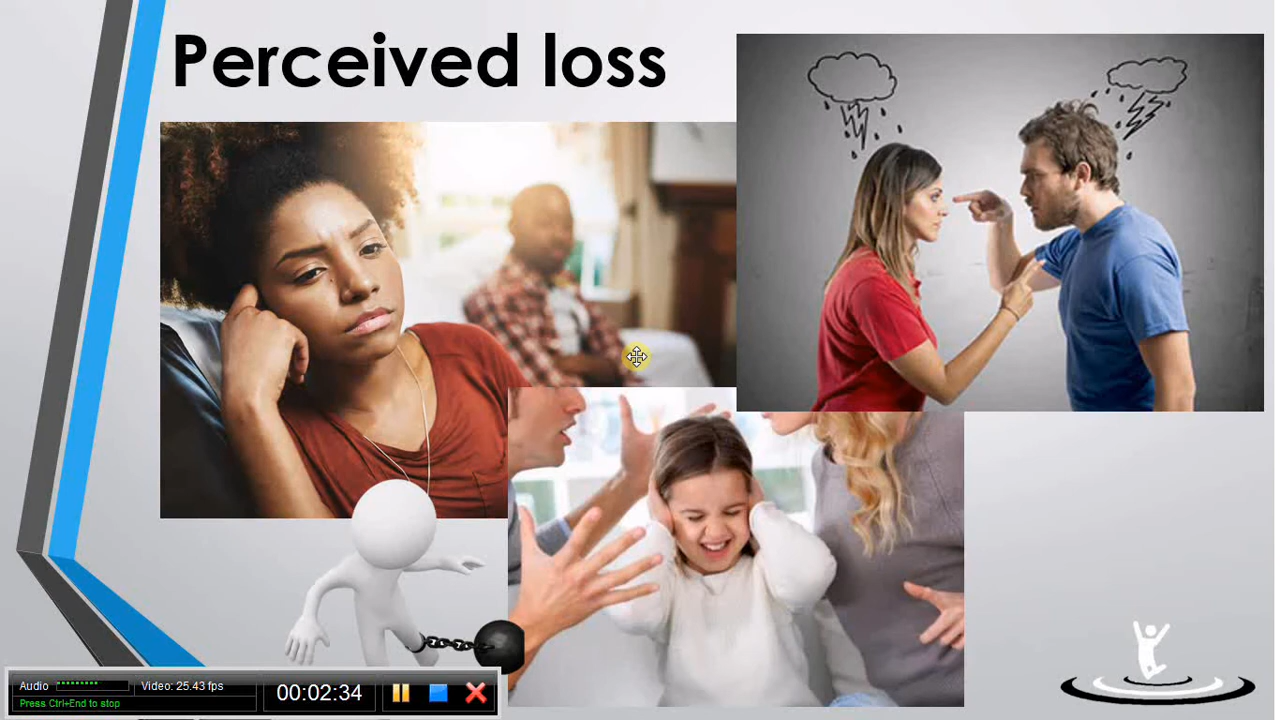 Perceived loss
Audio
Video: 25.43 fps
Press Ctrl+End to stop
00:02:34